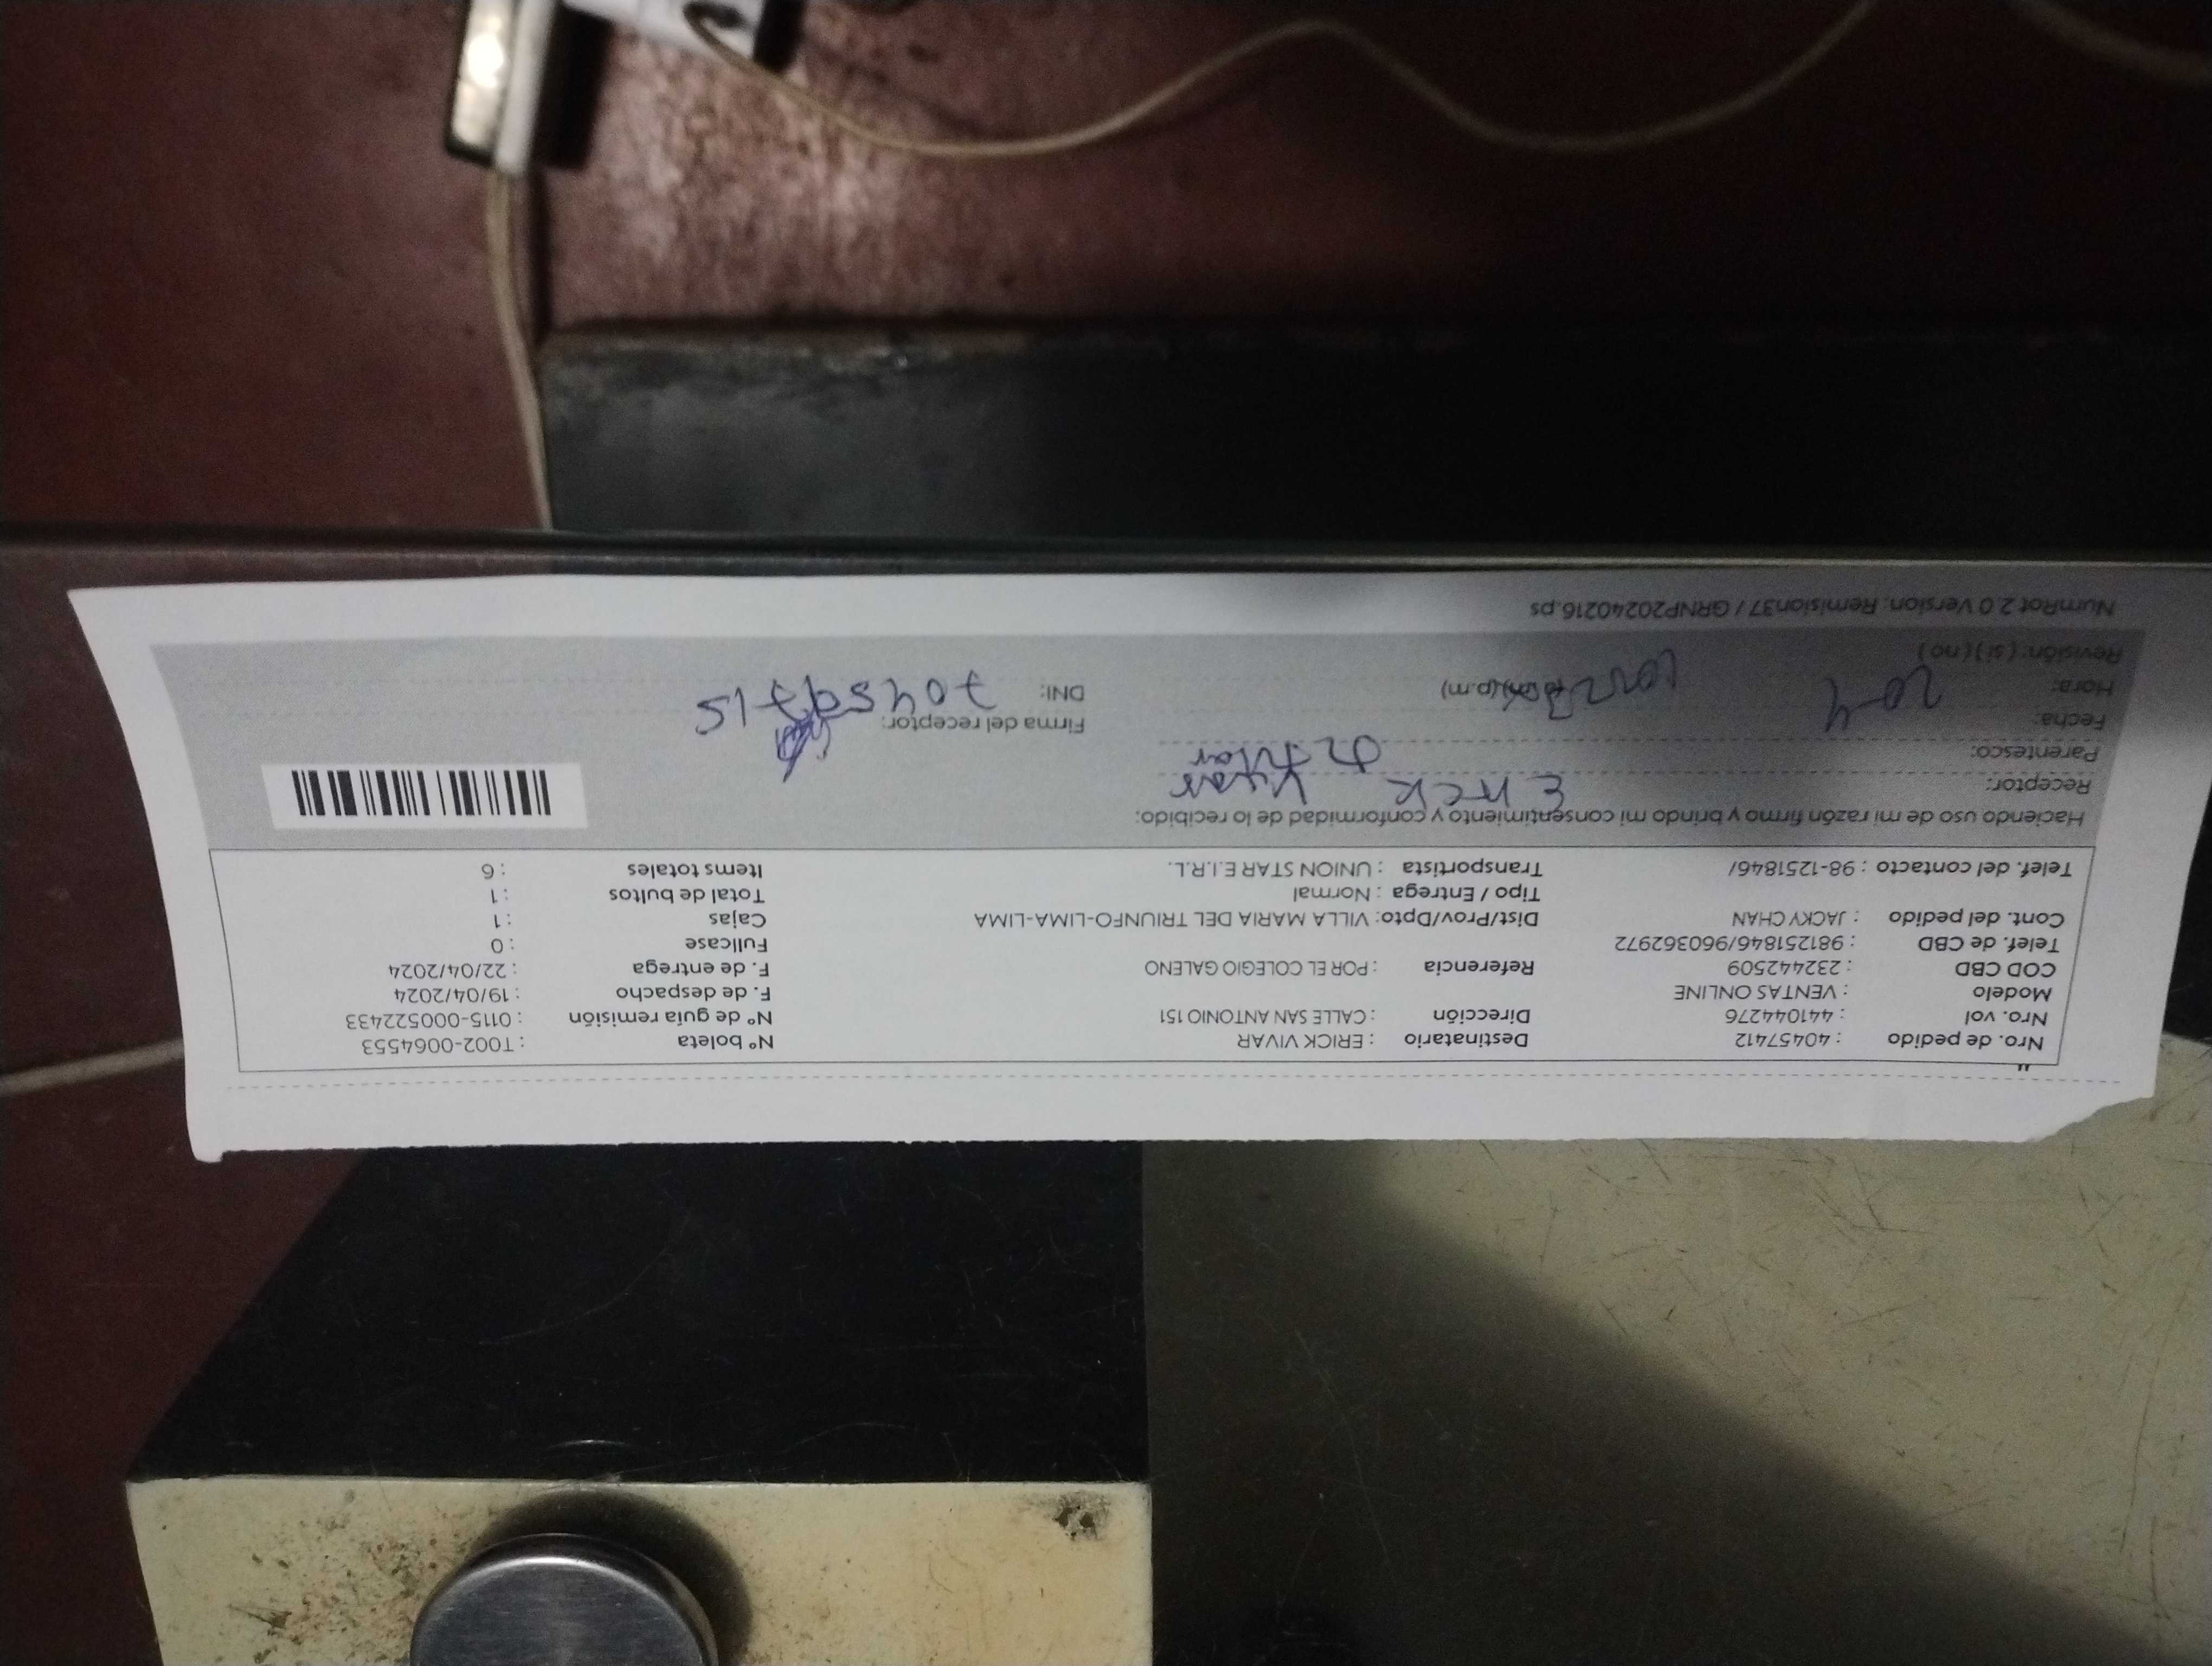 Nro. de pedido : 40457412 Destinatario : ERICK VIVAR N° boleta : T002-0064553
Nro. vol : 441044276 Dirección : CALLE SAN ANTONIO 151 N° de guía remisión : 0115-000522433
Modelo : VENTAS ONLINE F. de despacho : 19/04/2024
COD CBD : 232442509 Referencia : POR EL COLEGIO GALENO F. de entrega : 22/04/2024
Telef. de CBD : 981251846/960362972 Fullcase : 0
Cont. del pedido : JACKY CHAN Dist/Prov/Dpto: VILLA MARIA DEL TRIUNFO-LIMA-LIMA Cajas : 1
Tipo / Entrega : Normal Total de bultos : 1
Telef. del contacto : 98-1251846/ Transportista : UNION STAR E.I.R.L. Items totales : 6
Haciendo uso de mi razón firmo y brindo mi consentimiento y conformidad de lo recibido:
Receptor: Erick Vivar
Parentesco: titular
Fecha: 20-4 Firma del receptor:
Hora: (p.m) DNI: 70459715
Revisión: ( si ) ( no )
NumRot 2.0 Version: Remision37 / GRNP20240216.ps